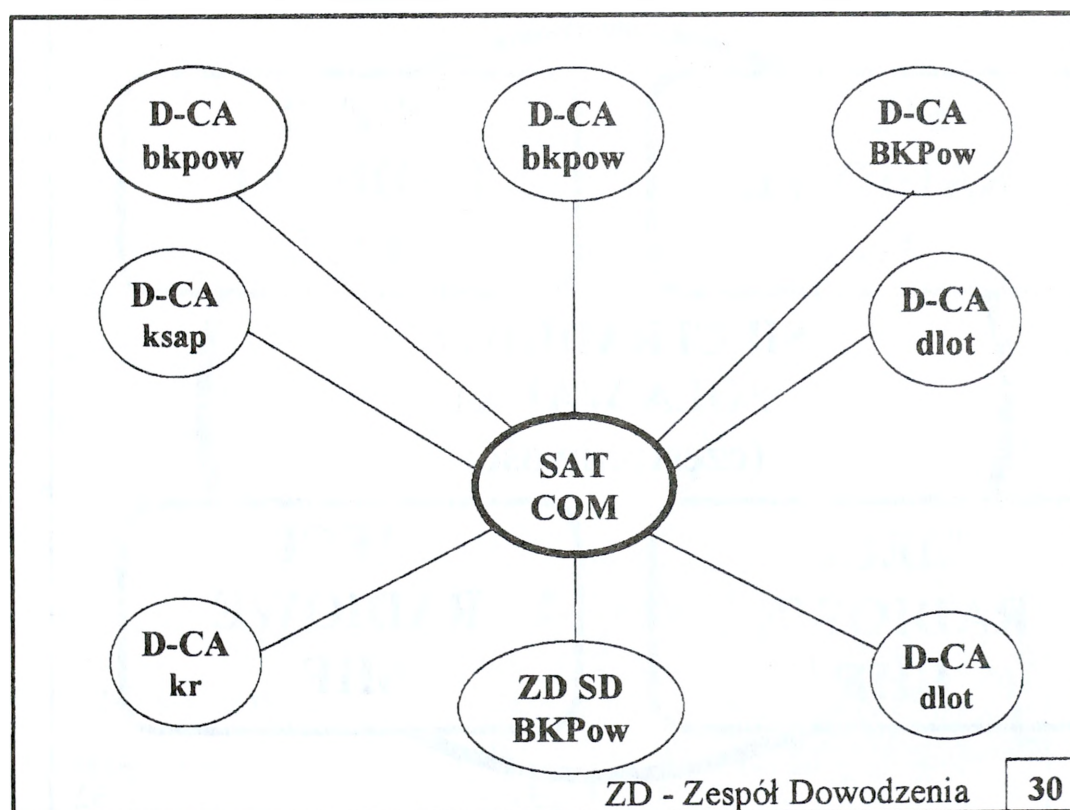 D-CA
bkpow
D-CA
bkpow
D-CA
BKPow
D-CA
ksap
D-CA
dlot
SAT
COM
D-CA
kr
ZD SD
BKPow
D-CA
dlot
ZD - Zespół Dowodzenia
30